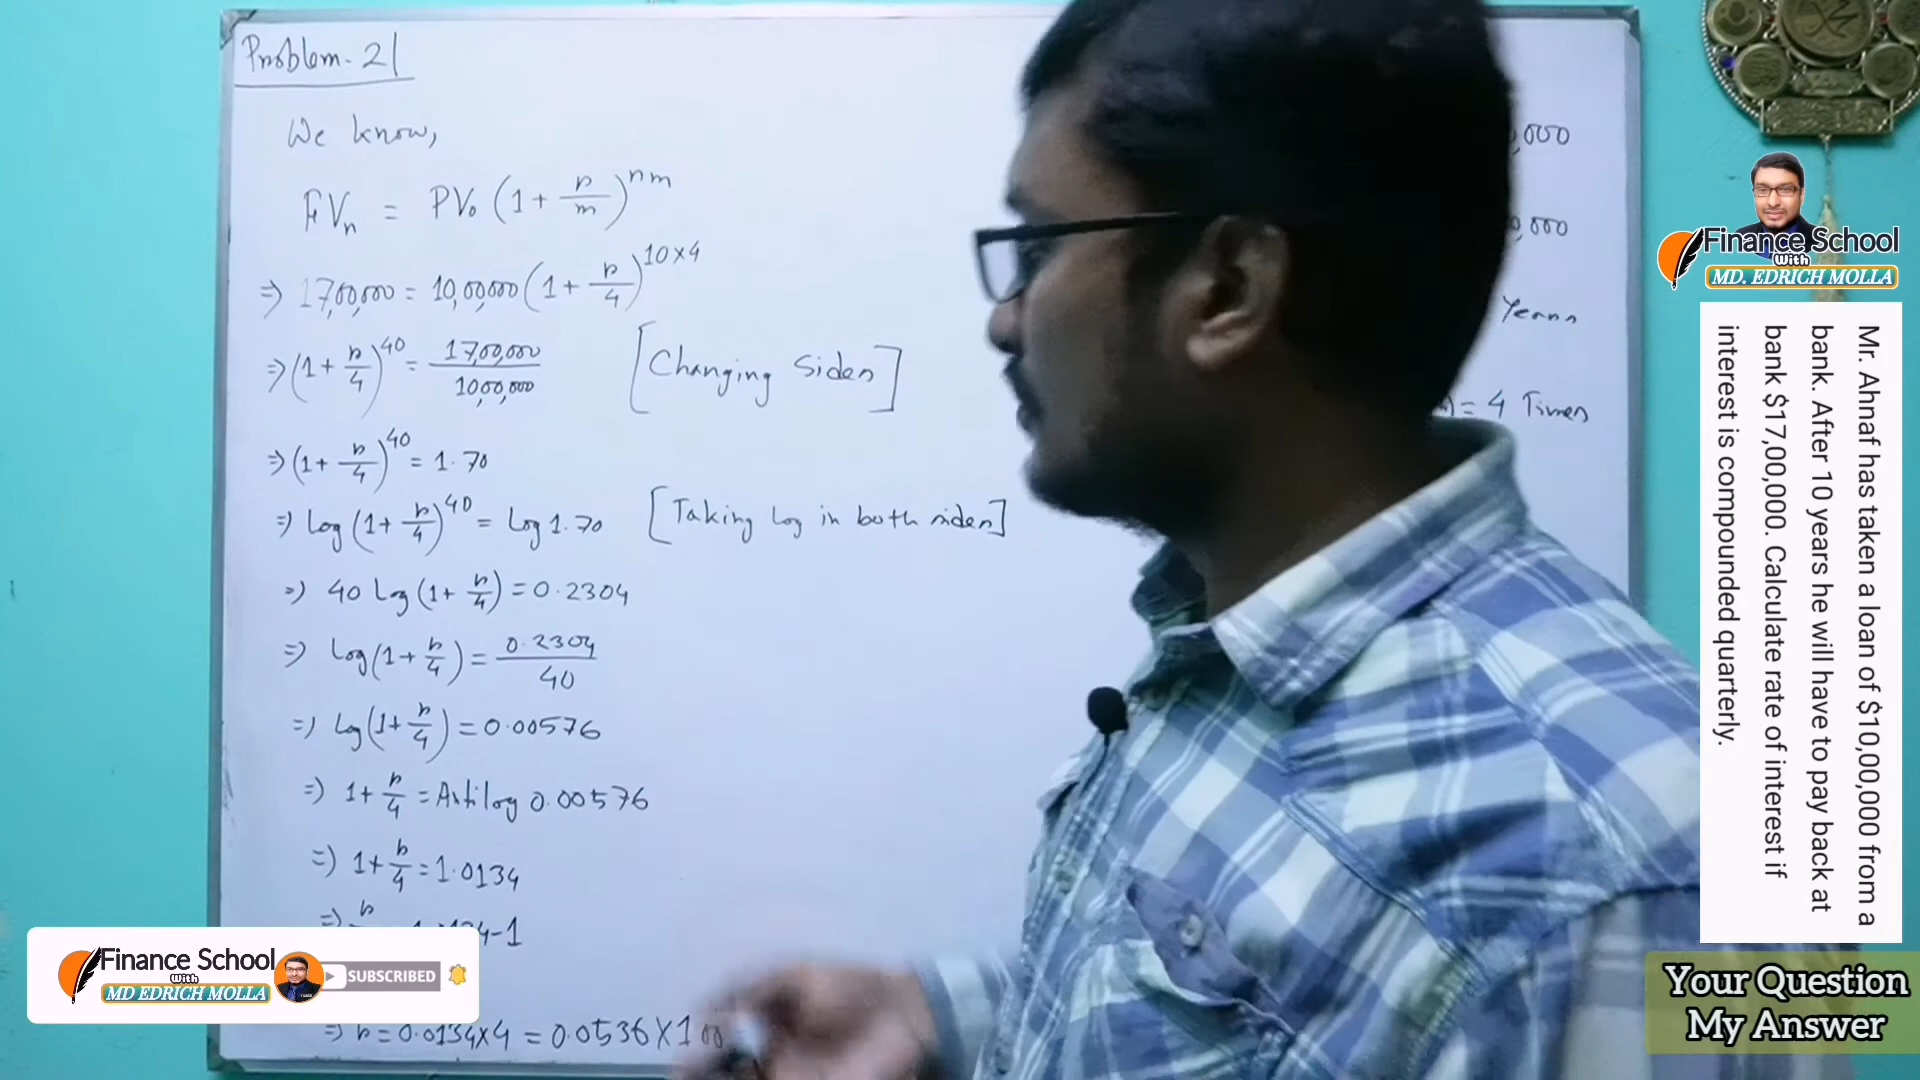 Problem-21
We know,
FVn = PV₀ (1 + r/m)^nm
⇒ 17,00,000 = 10,00,000 (1 + r/4)^10×4
⇒ (1 + r/4)^40 = 17,00,000/10,00,000 [Changing Sides]
⇒ (1 + r/4)^40 = 1.70
⇒ Log (1 + r/4)^40 = Log 1.70 [Taking Log in both sides]
⇒ 40 Log (1 + r/4) = 0.2304
⇒ Log (1 + r/4) = 0.2304/40
⇒ Log (1 + r/4) = 0.00576
⇒ 1 + r/4 = Antilog 0.00576
⇒ 1 + r/4 = 1.0134
⇒ r
4-1
⇒ r = 0.0134×4 = 0.0536×100
,000
0,000
Years
= 4 Times
Finance School
With
MD. EDRICH MOLLA
Mr. Ahnaf has taken a loan of $10,00,000 from a
bank. After 10 years he will have to pay back at
bank $17,00,000. Calculate rate of interest if
interest is compounded quarterly.
Finance School
With
MD EDRICH MOLLA
SUBSCRIBED
Your Question
My Answer